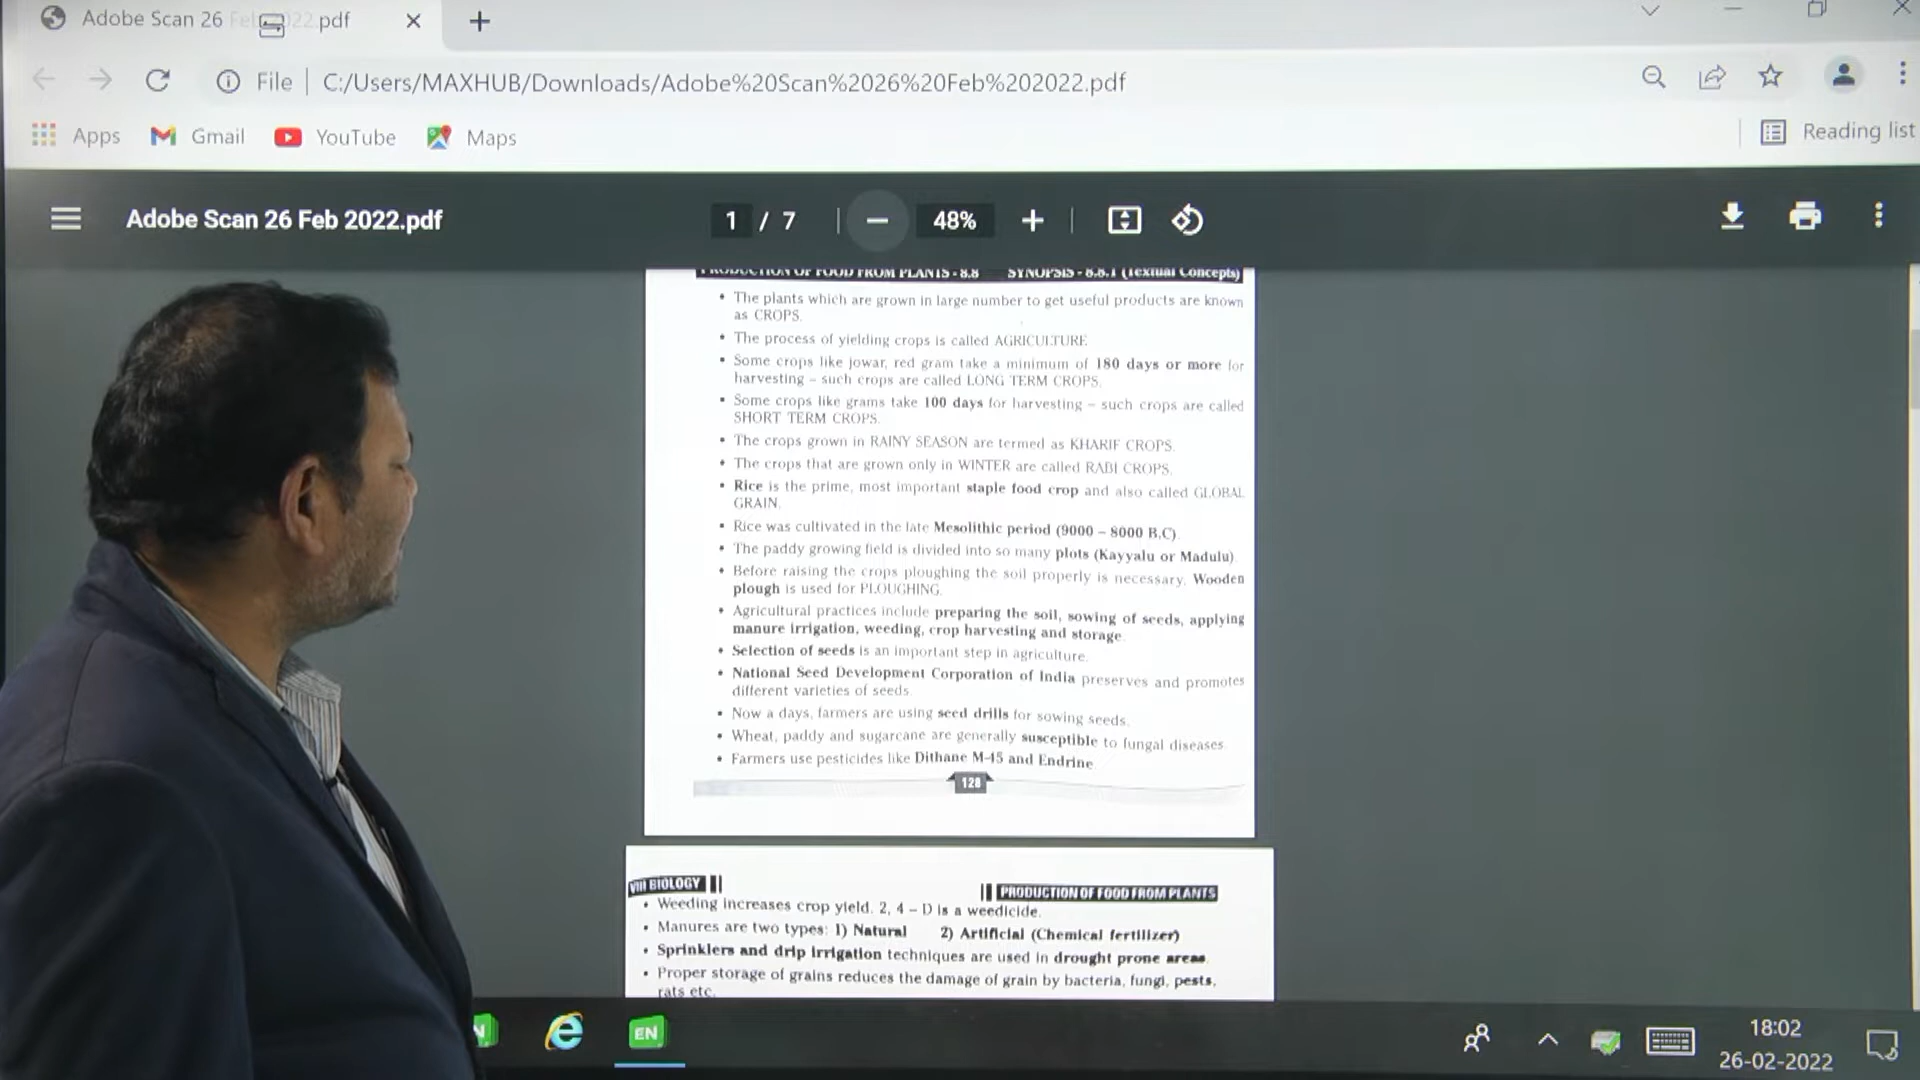 Adobe Scan 26 Feb 2022.pdf
File
C:/Users/MAXHUB/Downloads/Adobe%20Scan%2026%20Feb%202022.pdf
Apps
Gmail
YouTube
Maps
Reading list
Adobe Scan 26 Feb 2022.pdf
1 / 7
48%
PRODUCTION OF FOOD FROM PLANTS - 8.8 SYNOPSIS - 8.8.1 (Textual Concepts)
• The plants which are grown in large number to get useful products are known
as CROPS.
• The process of yielding crops is called AGRICULTURE
• Some crops like jowar, red gram take a minimum of 180 days or more for
harvesting – such crops are called LONG TERM CROPS.
• Some crops like grams take 100 days for harvesting – such crops are called
SHORT TERM CROPS.
• The crops grown in RAINY SEASON are termed as KHARIF CROPS.
• The crops that are grown only in WINTER are called RABI CROPS.
• Rice is the prime, most important staple food crop and also called GLOBAL
GRAIN.
• Rice was cultivated in the late Mesolithic period (9000 – 8000 B.C).
• The paddy growing field is divided into so many plots (Kayyalu or Madulu).
• Before raising the crops ploughing the soil properly is necessary. Wooden
plough is used for PLOUGHING.
• Agricultural practices include preparing the soil, sowing of seeds, applying
manure irrigation, weeding, crop harvesting and storage.
• Selection of seeds is an important step in agriculture.
• National Seed Development Corporation of India preserves and promotes
different varieties of seeds.
• Now a days, farmers are using seed drills for sowing seeds.
• Wheat, paddy and sugarcane are generally susceptible to fungal diseases.
• Farmers use pesticides like Dithane M-45 and Endrine.
128
VIII BIOLOGY
PRODUCTION OF FOOD FROM PLANTS
• Weeding increases crop yield. 2, 4 – D is a weedicide.
• Manures are two types: 1) Natural 2) Artificial (Chemical fertilizer)
• Sprinklers and drip irrigation techniques are used in drought prone areas.
• Proper storage of grains reduces the damage of grain by bacteria, fungi, pests,
rats etc.
EN
18:02
26-02-2022